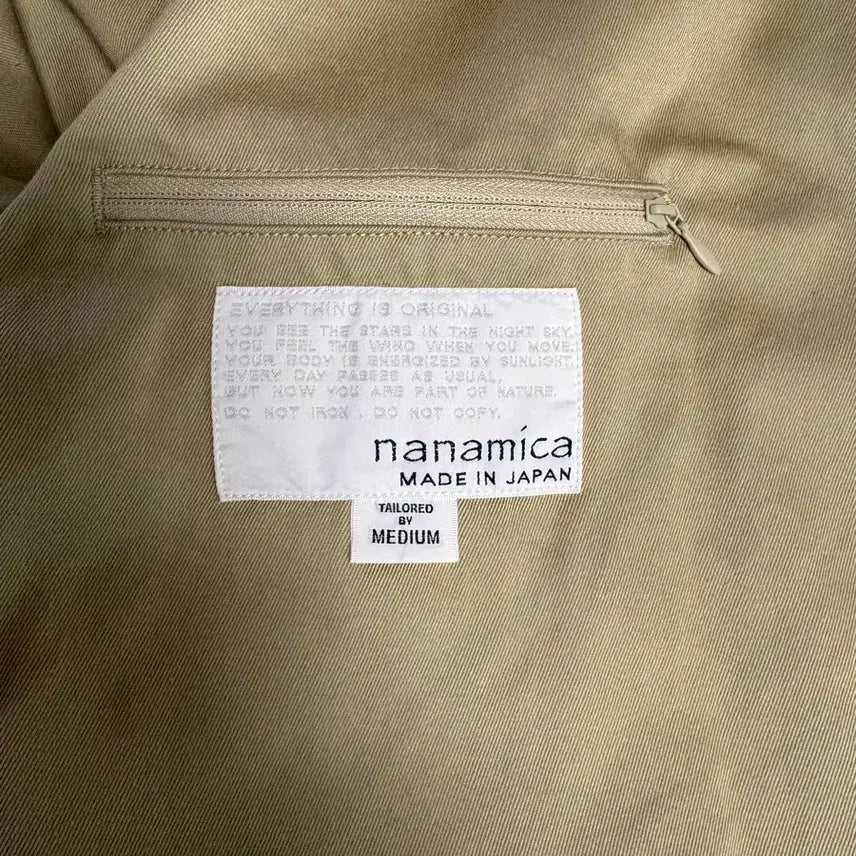 EVERYTHING IS ORIGINAL
YOU SEE THE STARS IN THE NIGHT SKY.
YOU FEEL THE WIND WHEN YOU MOVE.
YOUR BODY IS ENERGIZED BY SUNLIGHT.
EVERY DAY PASSES AS USUAL,
BUT NOW YOU ARE PART OF NATURE.
DO NOT IRON . DO NOT COPY.
nanamica
MADE IN JAPAN
TAILORED
BY
MEDIUM